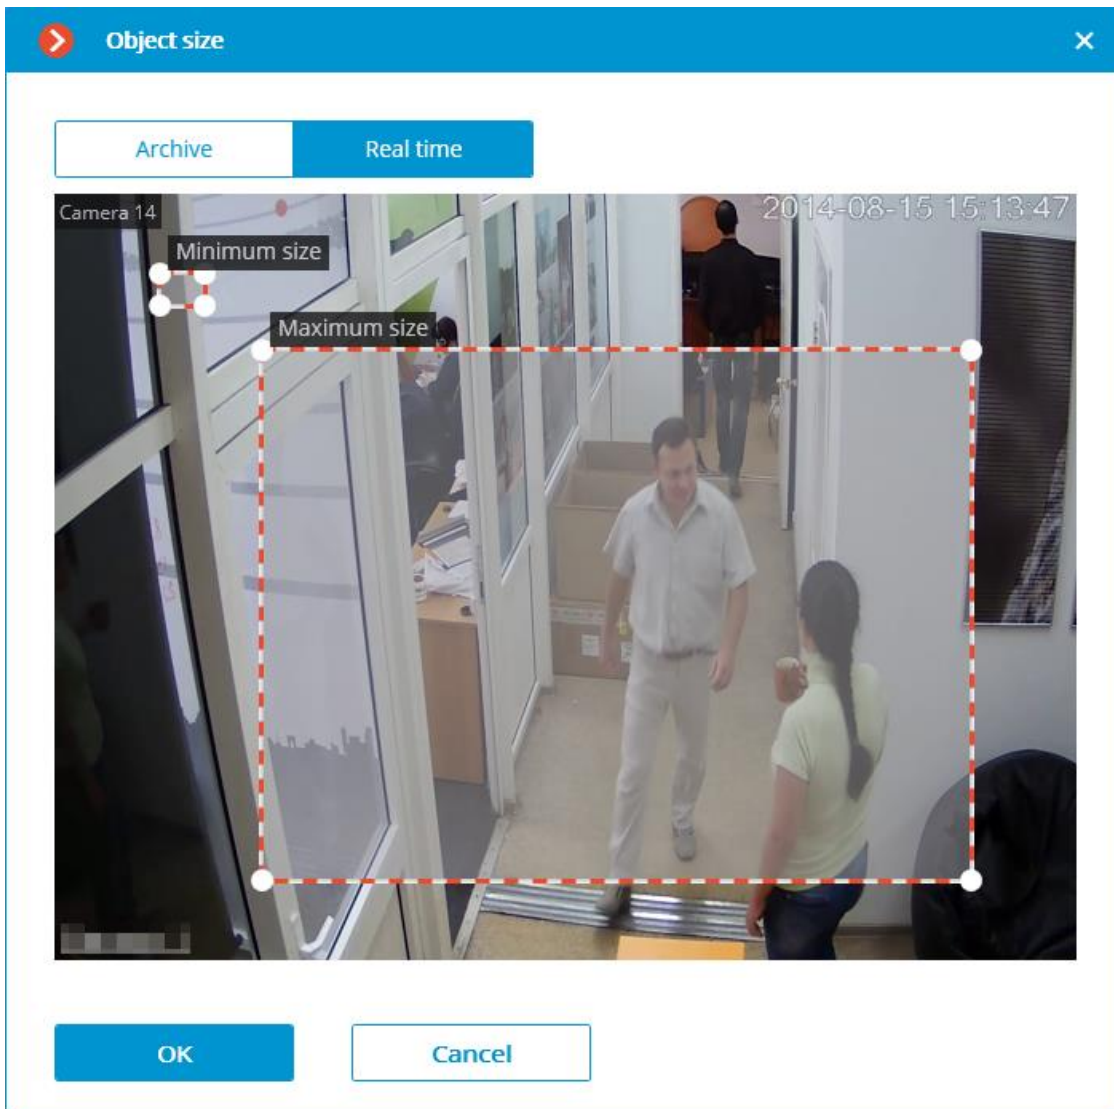 Object size
Archive
Real time
Camera 14
2014-08-15 15:13:47
Minimum size
Maximum size
OK
Cancel